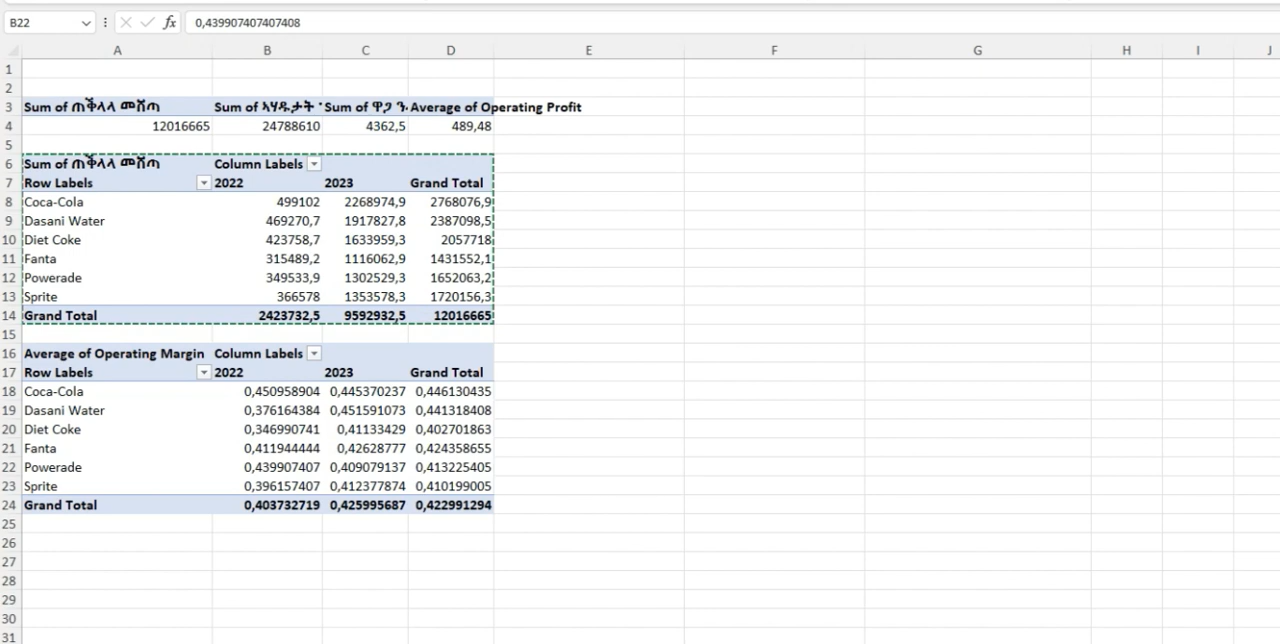 B22 fx 0,439907407407408
A B C D E F G H I J
1
2
3 Sum of ጠቅላላ መሸጣ Sum of ኣሃዱታት Sum of ዋጋ ን Average of Operating Profit
4 12016665 24788610 4362,5 489,48
5
6 Sum of ጠቅላላ መሸጣ Column Labels
7 Row Labels 2022 2023 Grand Total
8 Coca-Cola 499102 2268974,9 2768076,9
9 Dasani Water 469270,7 1917827,8 2387098,5
10 Diet Coke 423758,7 1633959,3 2057718
11 Fanta 315489,2 1116062,9 1431552,1
12 Powerade 349533,9 1302529,3 1652063,2
13 Sprite 366578 1353578,3 1720156,3
14 Grand Total 2423732,5 9592932,5 12016665
15
16 Average of Operating Margin Column Labels
17 Row Labels 2022 2023 Grand Total
18 Coca-Cola 0,450958904 0,445370237 0,446130435
19 Dasani Water 0,376164384 0,451591073 0,441318408
20 Diet Coke 0,346990741 0,41133429 0,402701863
21 Fanta 0,411944444 0,42628777 0,424358655
22 Powerade 0,439907407 0,409079137 0,413225405
23 Sprite 0,396157407 0,412377874 0,410199005
24 Grand Total 0,403732719 0,425995687 0,422991294
25
26
27
28
29
30
31